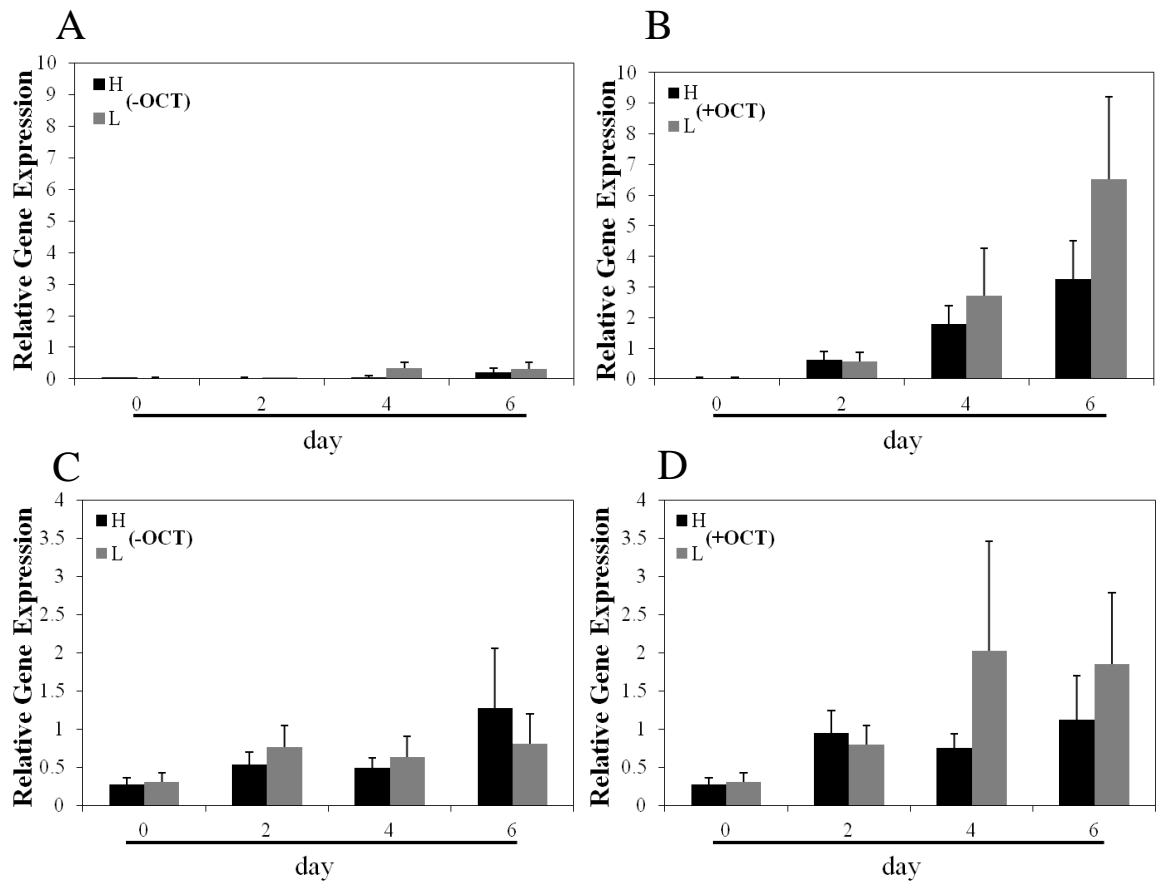 A
Relative Gene Expression
10
9
8
7
6
5
4
3
2
1
0
H
(-OCT)
L
0 2 4 6
day
B
Relative Gene Expression
10
9
8
7
6
5
4
3
2
1
0
H
(+OCT)
L
0 2 4 6
day
C
Relative Gene Expression
4
3.5
3
2.5
2
1.5
1
0.5
0
H
(-OCT)
L
0 2 4 6
day
D
Relative Gene Expression
4
3.5
3
2.5
2
1.5
1
0.5
0
H
(+OCT)
L
0 2 4 6
day